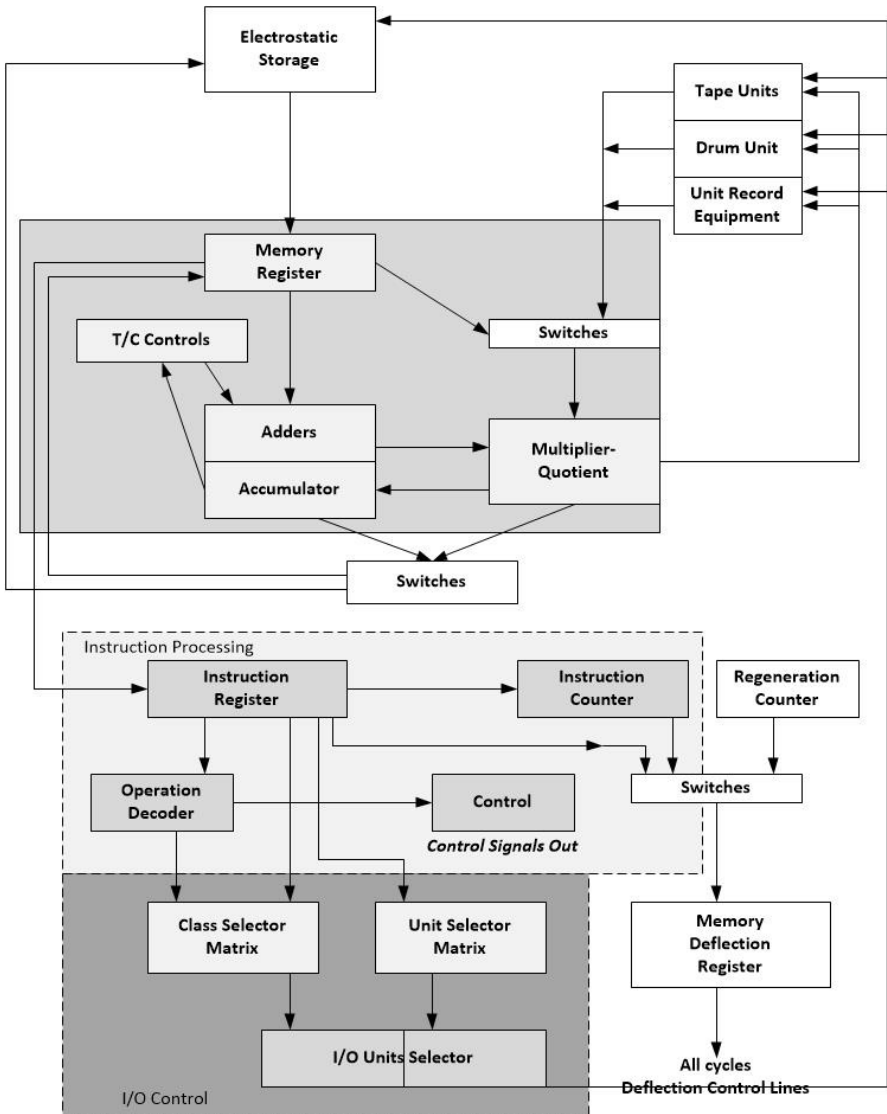 Electrostatic
Storage
Tape Units
Drum Unit
Unit Record
Equipment
Memory
Register
Switches
T/C Controls
Adders
Multiplier-
Quotient
Accumulator
Switches
Instruction Processing
Instruction
Register
Instruction
Counter
Regeneration
Counter
Operation
Decoder
Control
Switches
Control Signals Out
Class Selector
Matrix
Unit Selector
Matrix
Memory
Deflection
Register
I/O Units Selector
All cycles
Deflection Control Lines
I/O Control